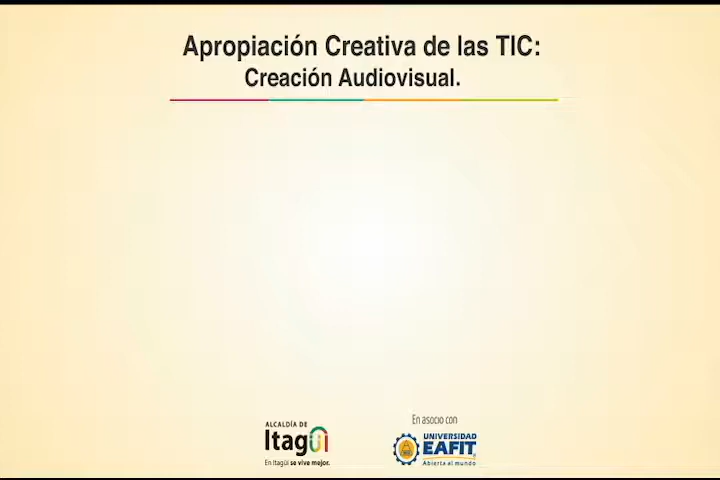 Apropiación Creativa de las TIC:
Creación Audiovisual.
ALCALDÍA DE
Itagüí
En Itagüí se vive mejor.
En asocio con
UNIVERSIDAD
EAFIT
Abierta al mundo